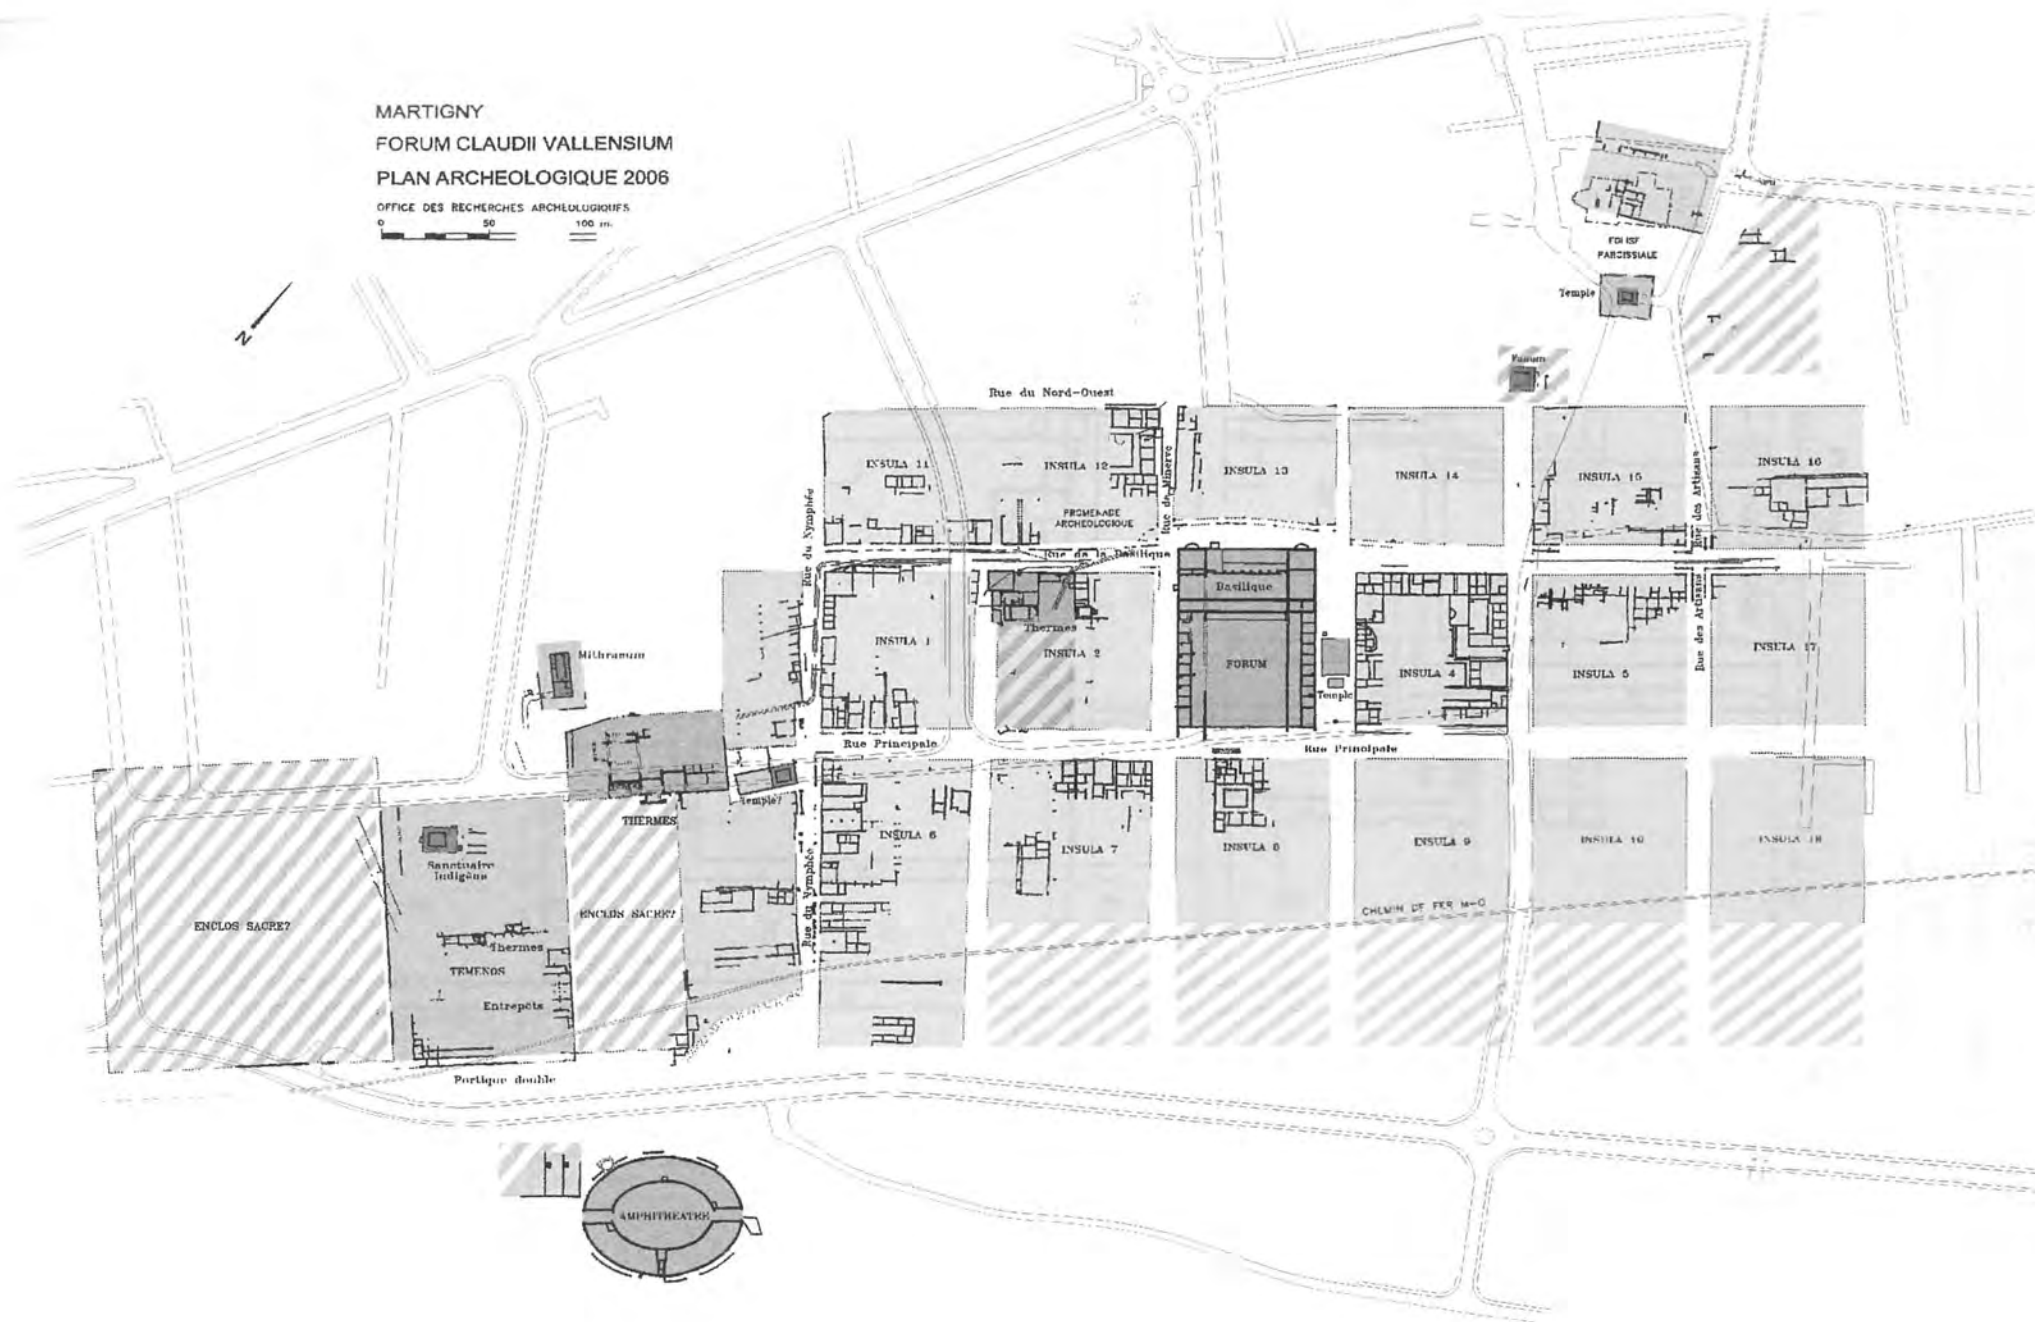 MARTIGNY
FORUM CLAUDII VALLENSIUM
PLAN ARCHEOLOGIQUE 2006
OFFICE DES RECHERCHES ARCHEOLOGIQUES
0 50 100 m.
N
EGLISE
PAROISSIALE
Temple
Fanum
Rue du Nord-Ouest
INSULA 11
INSULA 12
Rue de Minerve
INSULA 13
INSULA 14
INSULA 15
Rue des Artisans
INSULA 16
Rue du Nymphée
PROMENADE
ARCHEOLOGIQUE
Rue de la Basilique
Basilique
Thermes
INSULA 1
INSULA 2
FORUM
Temple
INSULA 4
INSULA 5
Rue des Artisans
INSULA 17
Mithraeum
Rue Principale
Rue Principale
Temple?
THERMES
INSULA 6
INSULA 7
INSULA 8
INSULA 9
INSULA 10
INSULA 18
Sanctuaire
Indigène
Rue du Nymphée
ENCLOS SACRE?
ENCLOS SACRE?
CHEMIN DE FER M-O
Thermes
TEMENOS
Entrepôts
Portique double
AMPHITHEATRE